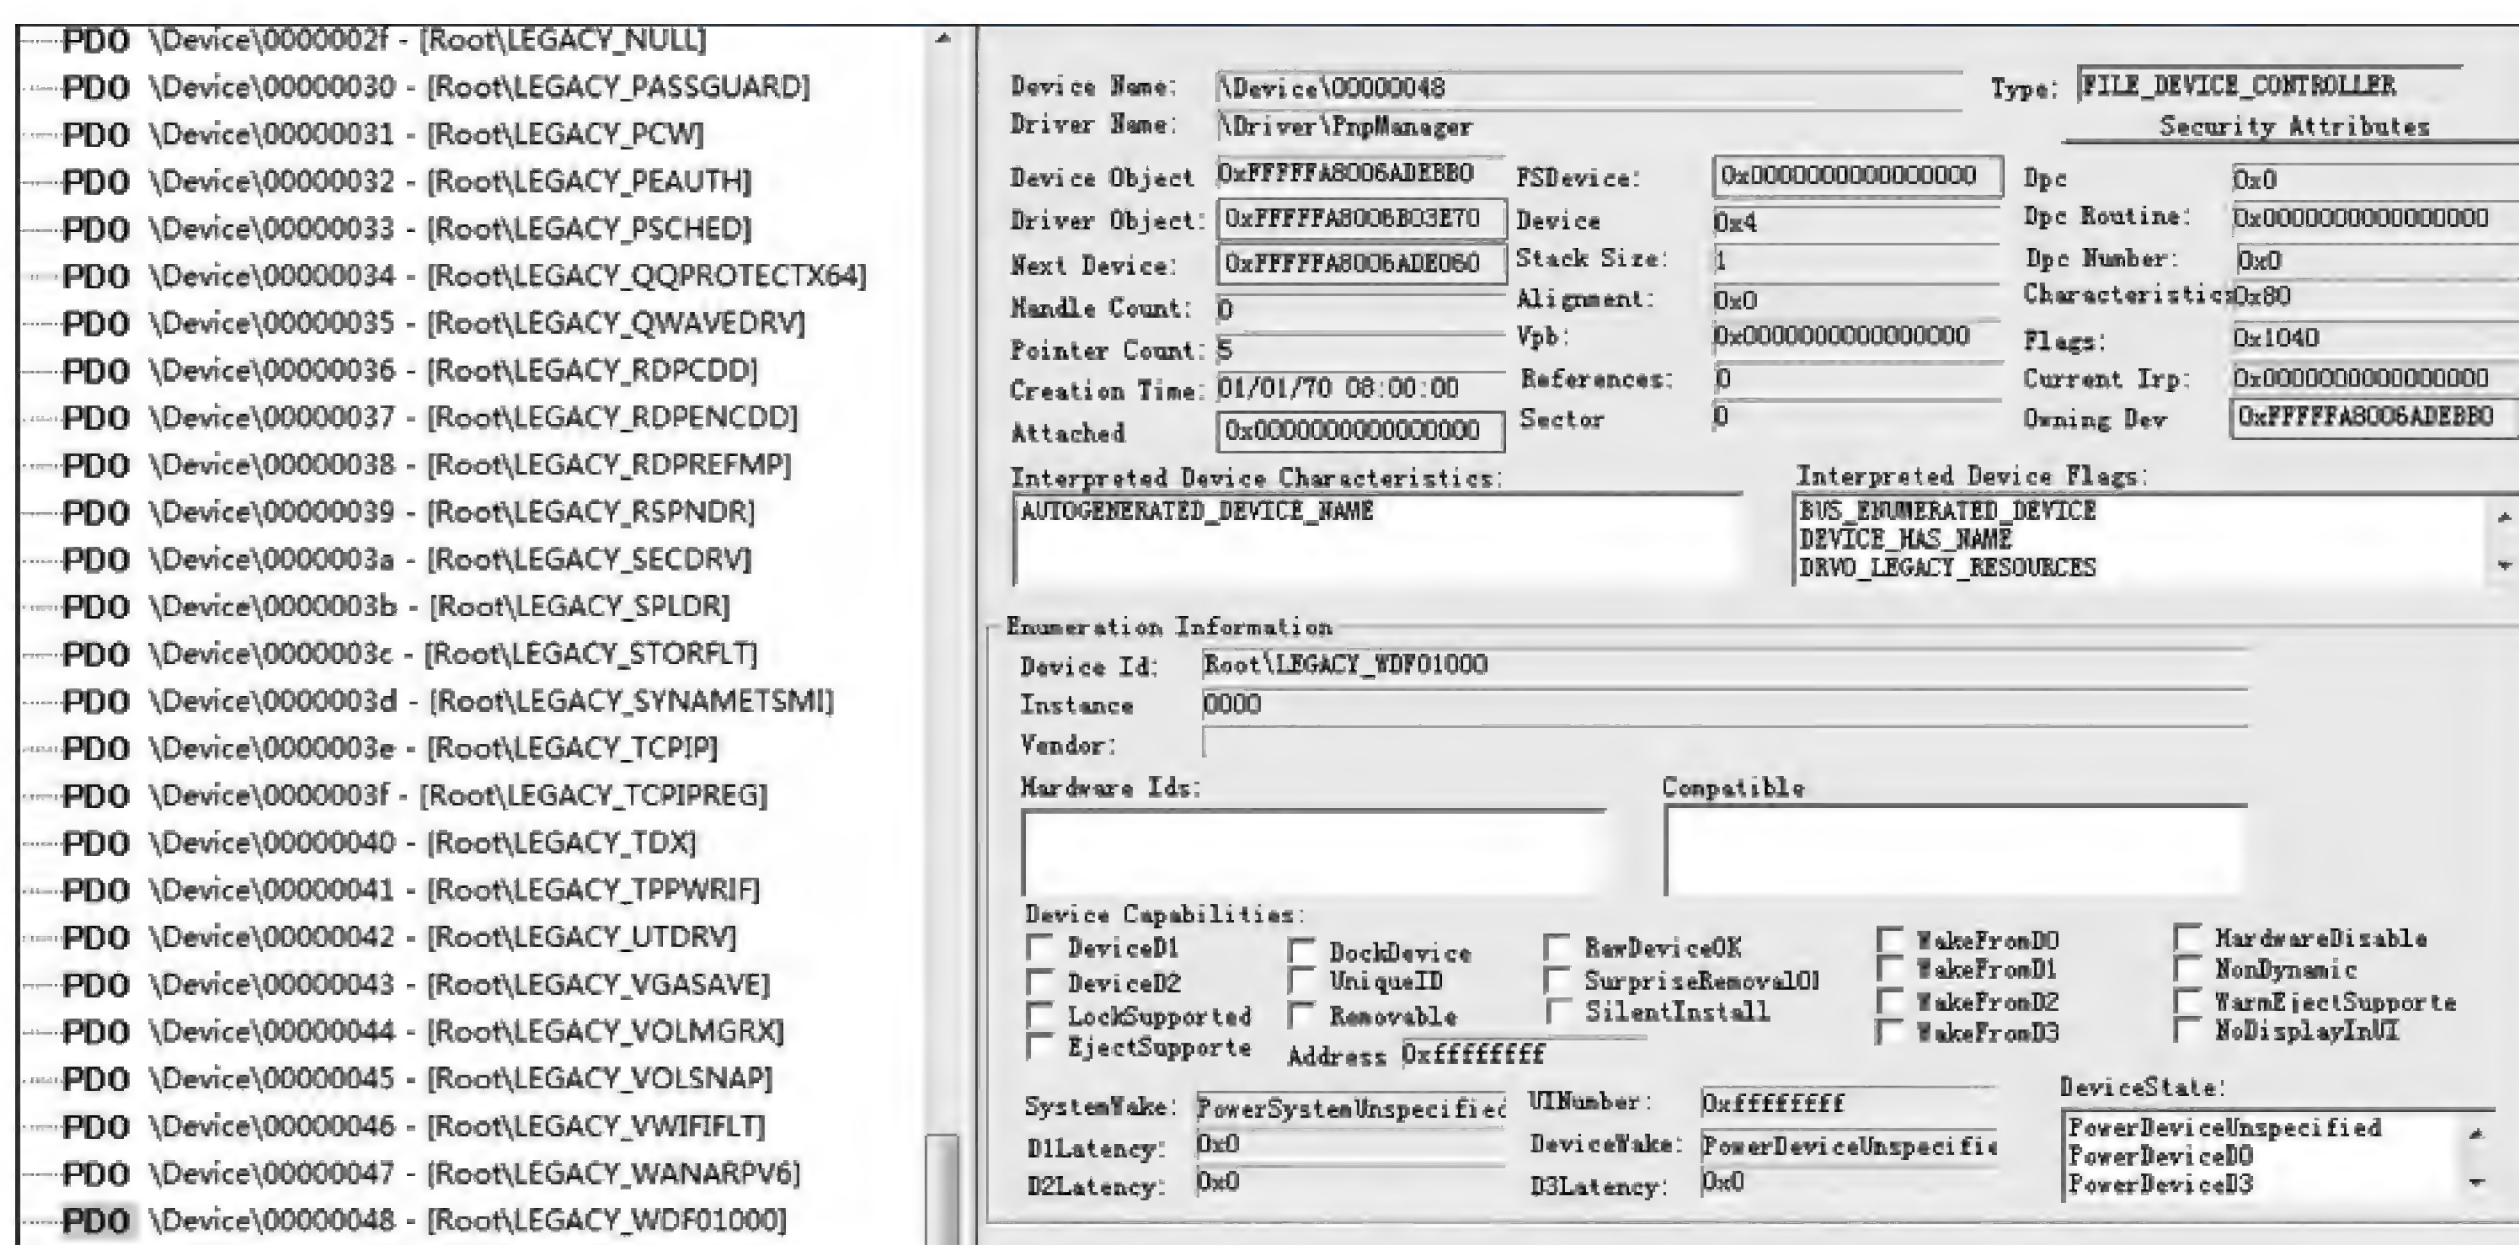 PDO \Device\0000002f - [Root\LEGACY_NULL]
PDO \Device\00000030 - [Root\LEGACY_PASSGUARD]
PDO \Device\00000031 - [Root\LEGACY_PCW]
PDO \Device\00000032 - [Root\LEGACY_PEAUTH]
PDO \Device\00000033 - [Root\LEGACY_PSCHED]
PDO \Device\00000034 - [Root\LEGACY_QQPROTECTX64]
PDO \Device\00000035 - [Root\LEGACY_QWAVEDRV]
PDO \Device\00000036 - [Root\LEGACY_RDPCDD]
PDO \Device\00000037 - [Root\LEGACY_RDPENCDD]
PDO \Device\00000038 - [Root\LEGACY_RDPREFMP]
PDO \Device\00000039 - [Root\LEGACY_RSPNDR]
PDO \Device\0000003a - [Root\LEGACY_SECDRV]
PDO \Device\0000003b - [Root\LEGACY_SPLDR]
PDO \Device\0000003c - [Root\LEGACY_STORFLT]
PDO \Device\0000003d - [Root\LEGACY_SYNAMETSMI]
PDO \Device\0000003e - [Root\LEGACY_TCPIP]
PDO \Device\0000003f - [Root\LEGACY_TCPIPREG]
PDO \Device\00000040 - [Root\LEGACY_TDX]
PDO \Device\00000041 - [Root\LEGACY_TPPWRIF]
PDO \Device\00000042 - [Root\LEGACY_UTDRV]
PDO \Device\00000043 - [Root\LEGACY_VGASAVE]
PDO \Device\00000044 - [Root\LEGACY_VOLMGRX]
PDO \Device\00000045 - [Root\LEGACY_VOLSNAP]
PDO \Device\00000046 - [Root\LEGACY_VWIFIFLT]
PDO \Device\00000047 - [Root\LEGACY_WANARPV6]
PDO \Device\00000048 - [Root\LEGACY_WDF01000]
Device Name: \Device\00000048 Type: FILE_DEVICE_CONTROLLER
Driver Name: \Driver\PnpManager Security Attributes
Device Object 0xFFFFFA8006ADEBB0 FSDevice: 0x0000000000000000 Dpc 0x0
Driver Object: 0xFFFFFA8006B03E70 Device 0x4 Dpc Routine: 0x0000000000000000
Next Device: 0xFFFFFA8006ADE060 Stack Size: 1 Dpc Number: 0x0
Handle Count: 0 Alignment: 0x0 Characteristics 0x80
Pointer Count: 5 Vpb: 0x0000000000000000 Flags: 0x1040
Creation Time: 01/01/70 08:00:00 References: 0 Current Irp: 0x0000000000000000
Attached 0x0000000000000000 Sector 0 Owning Dev 0xFFFFFA8006ADEBB0
Interpreted Device Characteristics: Interpreted Device Flags:
AUTOGENERATED_DEVICE_NAME BUS_ENUMERATED_DEVICE
DEVICE_HAS_NAME
DRVO_LEGACY_RESOURCES
Enumeration Information
Device Id: Root\LEGACY_WDF01000
Instance 0000
Vendor:
Hardware Ids: Compatible
Device Capabilities:
DeviceD1 DockDevice RawDeviceOK WakeFromD0 HardwareDisable
DeviceD2 UniqueID SurpriseRemovalOI WakeFromD1 NonDynamic
LockSupported Removable SilentInstall WakeFromD2 WarmEjectSupporte
EjectSupporte Address 0xffffffff WakeFromD3 NoDisplayInUI
SystemWake: PowerSystemUnspecified UINumber: 0xffffffff DeviceState:
D1Latency: 0x0 DeviceWake: PowerDeviceUnspecifie PowerDeviceUnspecified
PowerDeviceD0
D2Latency: 0x0 D3Latency: 0x0 PowerDeviceD3